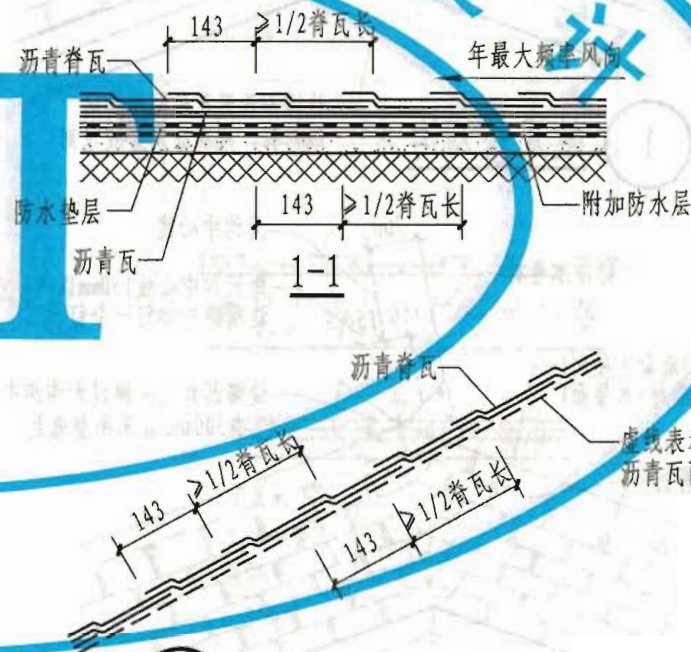 143
≥1/2脊瓦长
沥青脊瓦
年最大频率风向
防水垫层
143
≥1/2脊瓦长
附加防水层
沥青瓦
1-1
沥青脊瓦
虚线表
沥青瓦
≥1/2脊瓦长
143
≥1/2脊瓦长
143